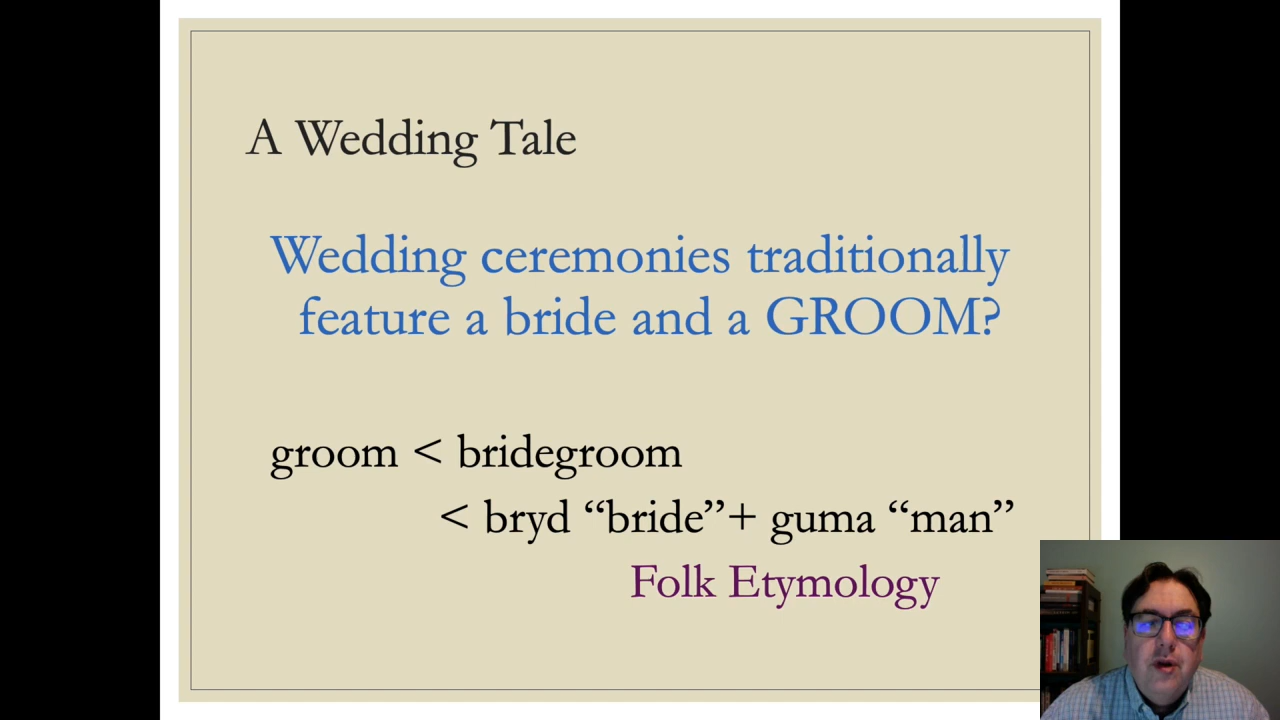 A Wedding Tale
Wedding ceremonies traditionally
feature a bride and a GROOM?
groom < bridegroom
< bryd “bride”+ guma “man”
Folk Etymology